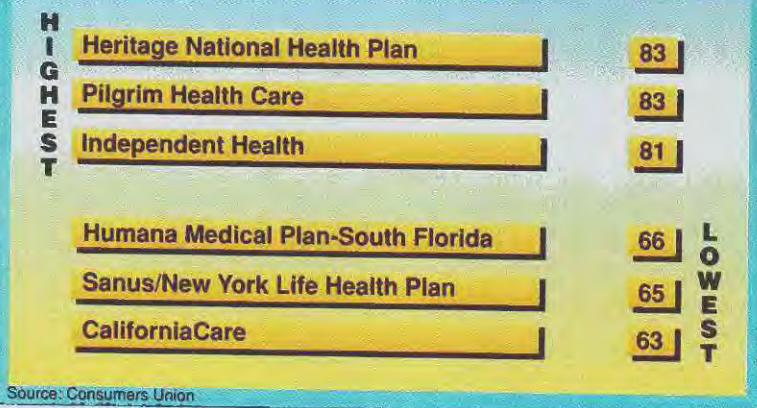 HIGHEST
Heritage National Health Plan 83
Pilgrim Health Care 83
Independent Health 81
Humana Medical Plan-South Florida 66
Sanus/New York Life Health Plan 65
CaliforniaCare 63
LOWEST
Source: Consumers Union